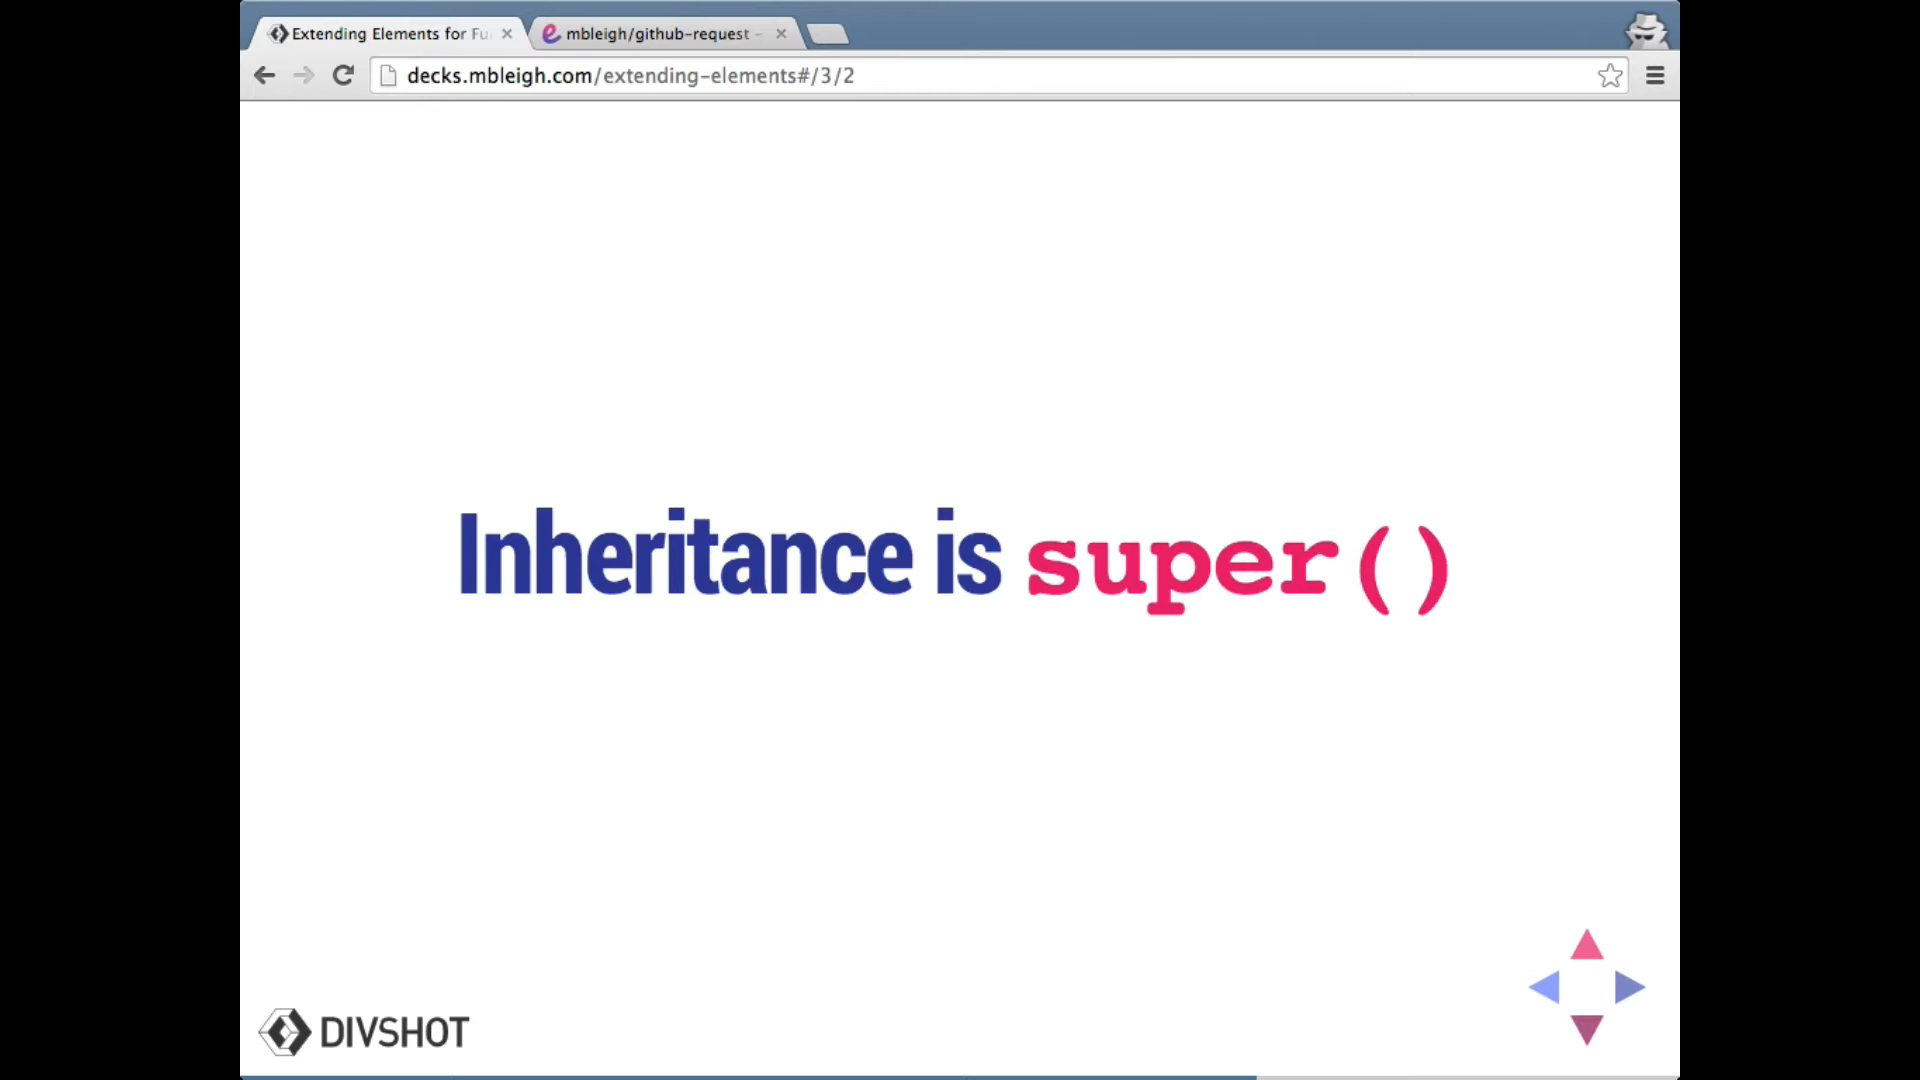 Extending Elements for Fu
mbleigh/github-request -
decks.mbleigh.com/extending-elements#/3/2
Inheritance is super()
DIVSHOT